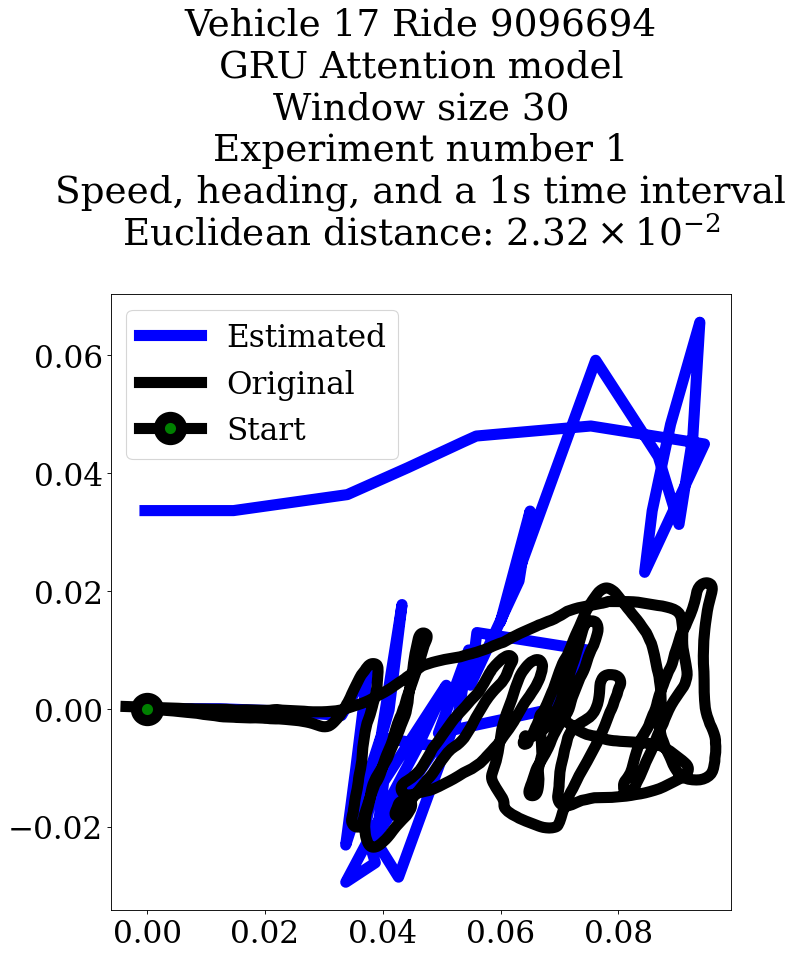 Vehicle 17 Ride 9096694
GRU Attention model
Window size 30
Experiment number 1
Speed, heading, and a 1s time interval
Euclidean distance: 2.32 × 10⁻²
Estimated
Original
Start
0.06
0.04
0.02
0.00
−0.02
0.00 0.02 0.04 0.06 0.08